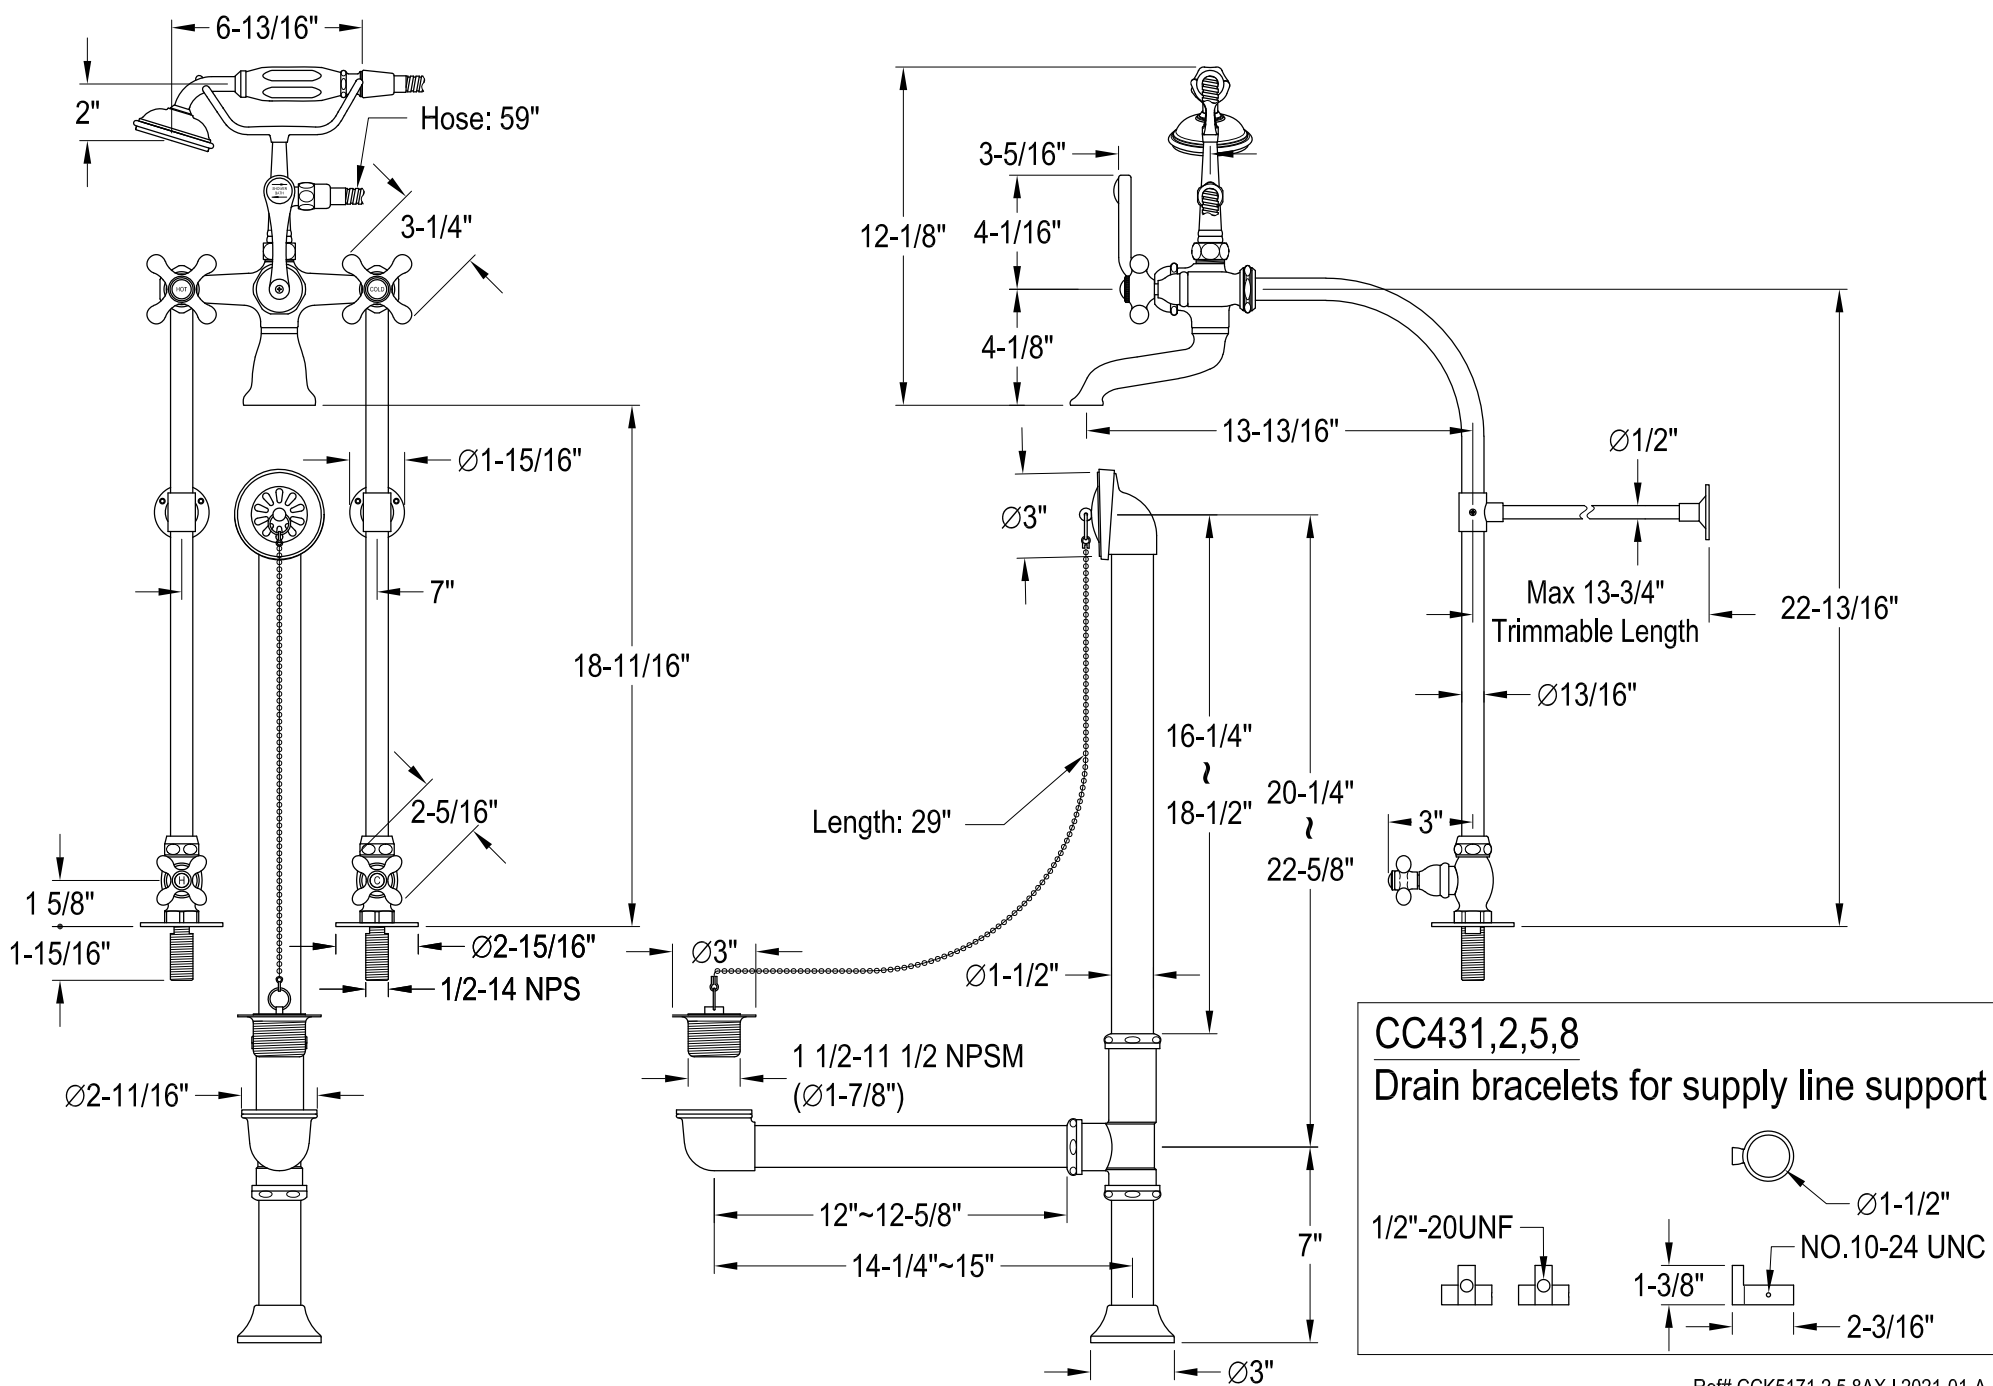 6-13/16"
2"
Hose: 59"
SHOWER
BATH
3-1/4"
HOT
COLD
Ø1-15/16"
7"
18-11/16"
2-5/16"
H
C
1 5/8"
1-15/16"
Ø2-15/16"
1/2-14 NPS
Ø2-11/16"
12-1/8"
3-5/16"
4-1/16"
4-1/8"
13-13/16"
Ø1/2"
Ø3"
Max 13-3/4"
Trimmable Length
22-13/16"
Ø13/16"
16-1/4"
~
18-1/2"
20-1/4"
~
22-5/8"
Length: 29"
3"
Ø3"
Ø1-1/2"
1 1/2-11 1/2 NPSM
(Ø1-7/8")
12"~12-5/8"
14-1/4"~15"
7"
Ø3"
CC431,2,5,8
Drain bracelets for supply line support
Ø1-1/2"
1/2"-20UNF
NO.10-24 UNC
1-3/8"
2-3/16"